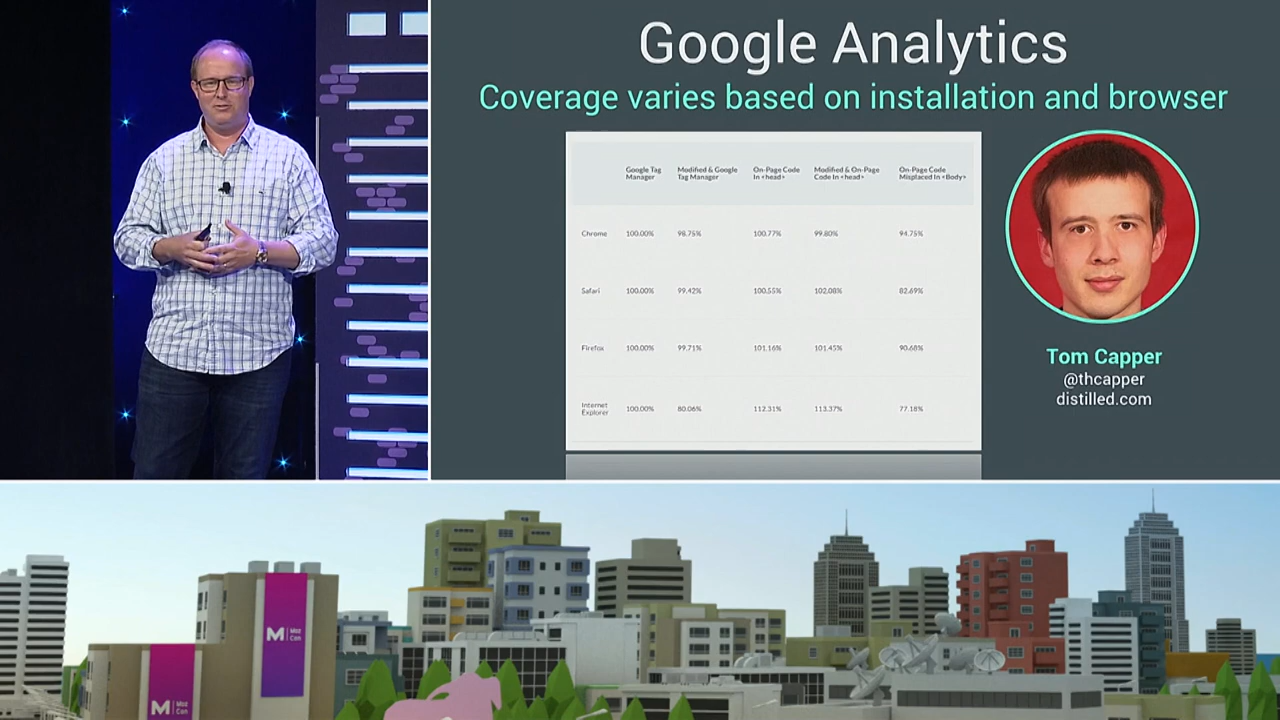 Google Analytics
Coverage varies based on installation and browser
Google Tag Manager
Modified & Google Tag Manager
On-Page Code In <head>
Modified & On-Page Code In <head>
On-Page Code Misplaced In <Body>
Chrome 100.00% 98.75% 100.77% 99.80% 94.75%
Safari 100.00% 99.42% 100.55% 102.08% 82.69%
Firefox 100.00% 99.71% 101.16% 101.45% 90.68%
Internet Explorer 100.00% 80.06% 112.31% 113.37% 77.18%
Tom Capper
@thcapper
distilled.com
M Moz Con
M Moz Con